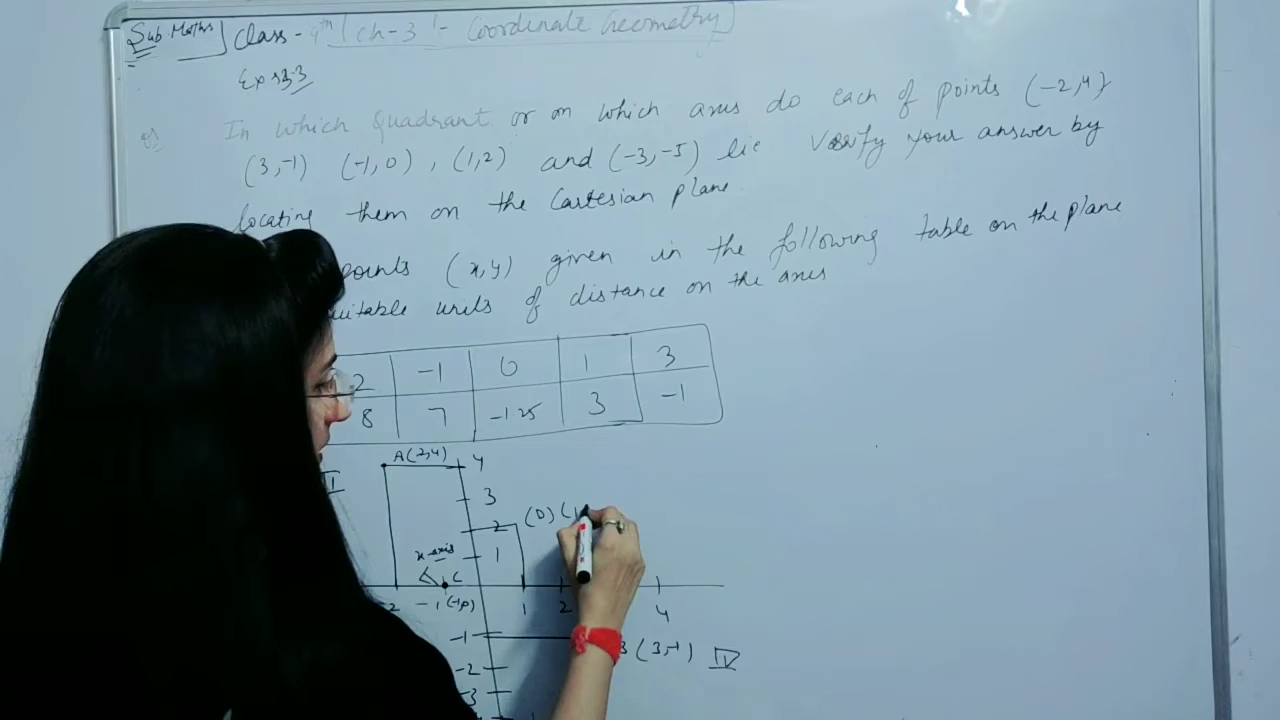 Sub Maths Class - 9th ch-3 - Coordinate Geometry
Ex 3.3
In which quadrant or on which axis do each of points (-2,4)
(3,-1) (-1,0) , (1,2) and (-3,-5) lie Verify your answer by
locating them on the Cartesian plane.
points (x,y) given in the following table on the plane
uitable units of distance on the axis
2 -1 0 1 3
8 7 -1.25 3 -1
A(2,4) 4
II 3
2 (D) (1
x-axis 1
C
2 -1 (-1,0) 1 2 4
-1 B (3,-1) IV
-2
-3